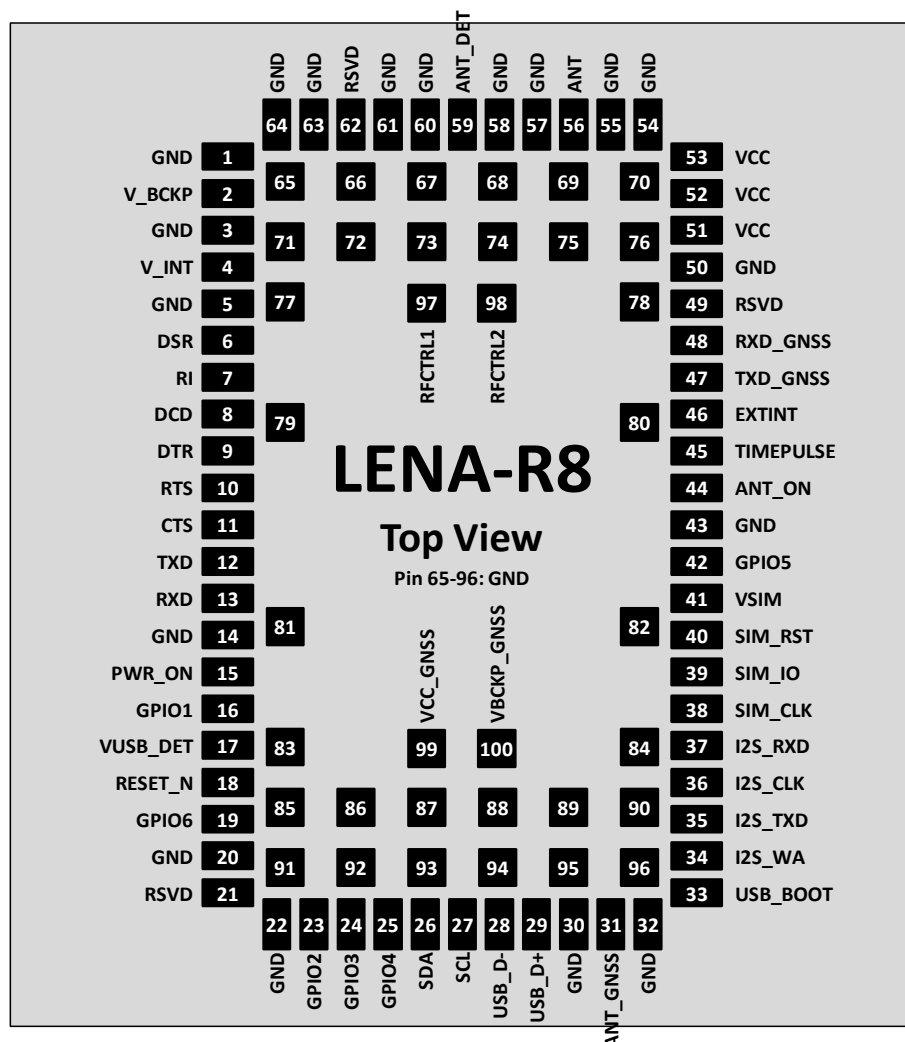 GND GND RSVD GND GND ANT_DET GND GND ANT GND GND
64 63 62 61 60 59 58 57 56 55 54
GND 1 53 VCC
65 66 67 68 69 70
V_BCKP 2 52 VCC
GND 3 51 VCC
71 72 73 74 75 76
V_INT 4 50 GND
GND 5 77 97 98 78 49 RSVD
RFCTRL1 RFCTRL2
DSR 6 48 RXD_GNSS
RI 7 47 TXD_GNSS
DCD 8 79 80 46 EXTINT
DTR 9 45 TIMEPULSE
LENA-R8
RTS 10 44 ANT_ON
CTS 11 43 GND
Top View
TXD 12 42 GPIO5
Pin 65-96: GND
RXD 13 41 VSIM
GND 14 81 82 40 SIM_RST
VCC_GNSS VBCKP_GNSS
PWR_ON 15 39 SIM_IO
GPIO1 16 38 SIM_CLK
VUSB_DET 17 83 99 100 84 37 I2S_RXD
RESET_N 18 36 I2S_CLK
85 86 87 88 89 90
GPIO6 19 35 I2S_TXD
GND 20 34 I2S_WA
91 92 93 94 95 96
RSVD 21 33 USB_BOOT
22 23 24 25 26 27 28 29 30 31 32
GND GPIO2 GPIO3 GPIO4 SDA SCL USB_D- USB_D+ GND ANT_GNSS GND